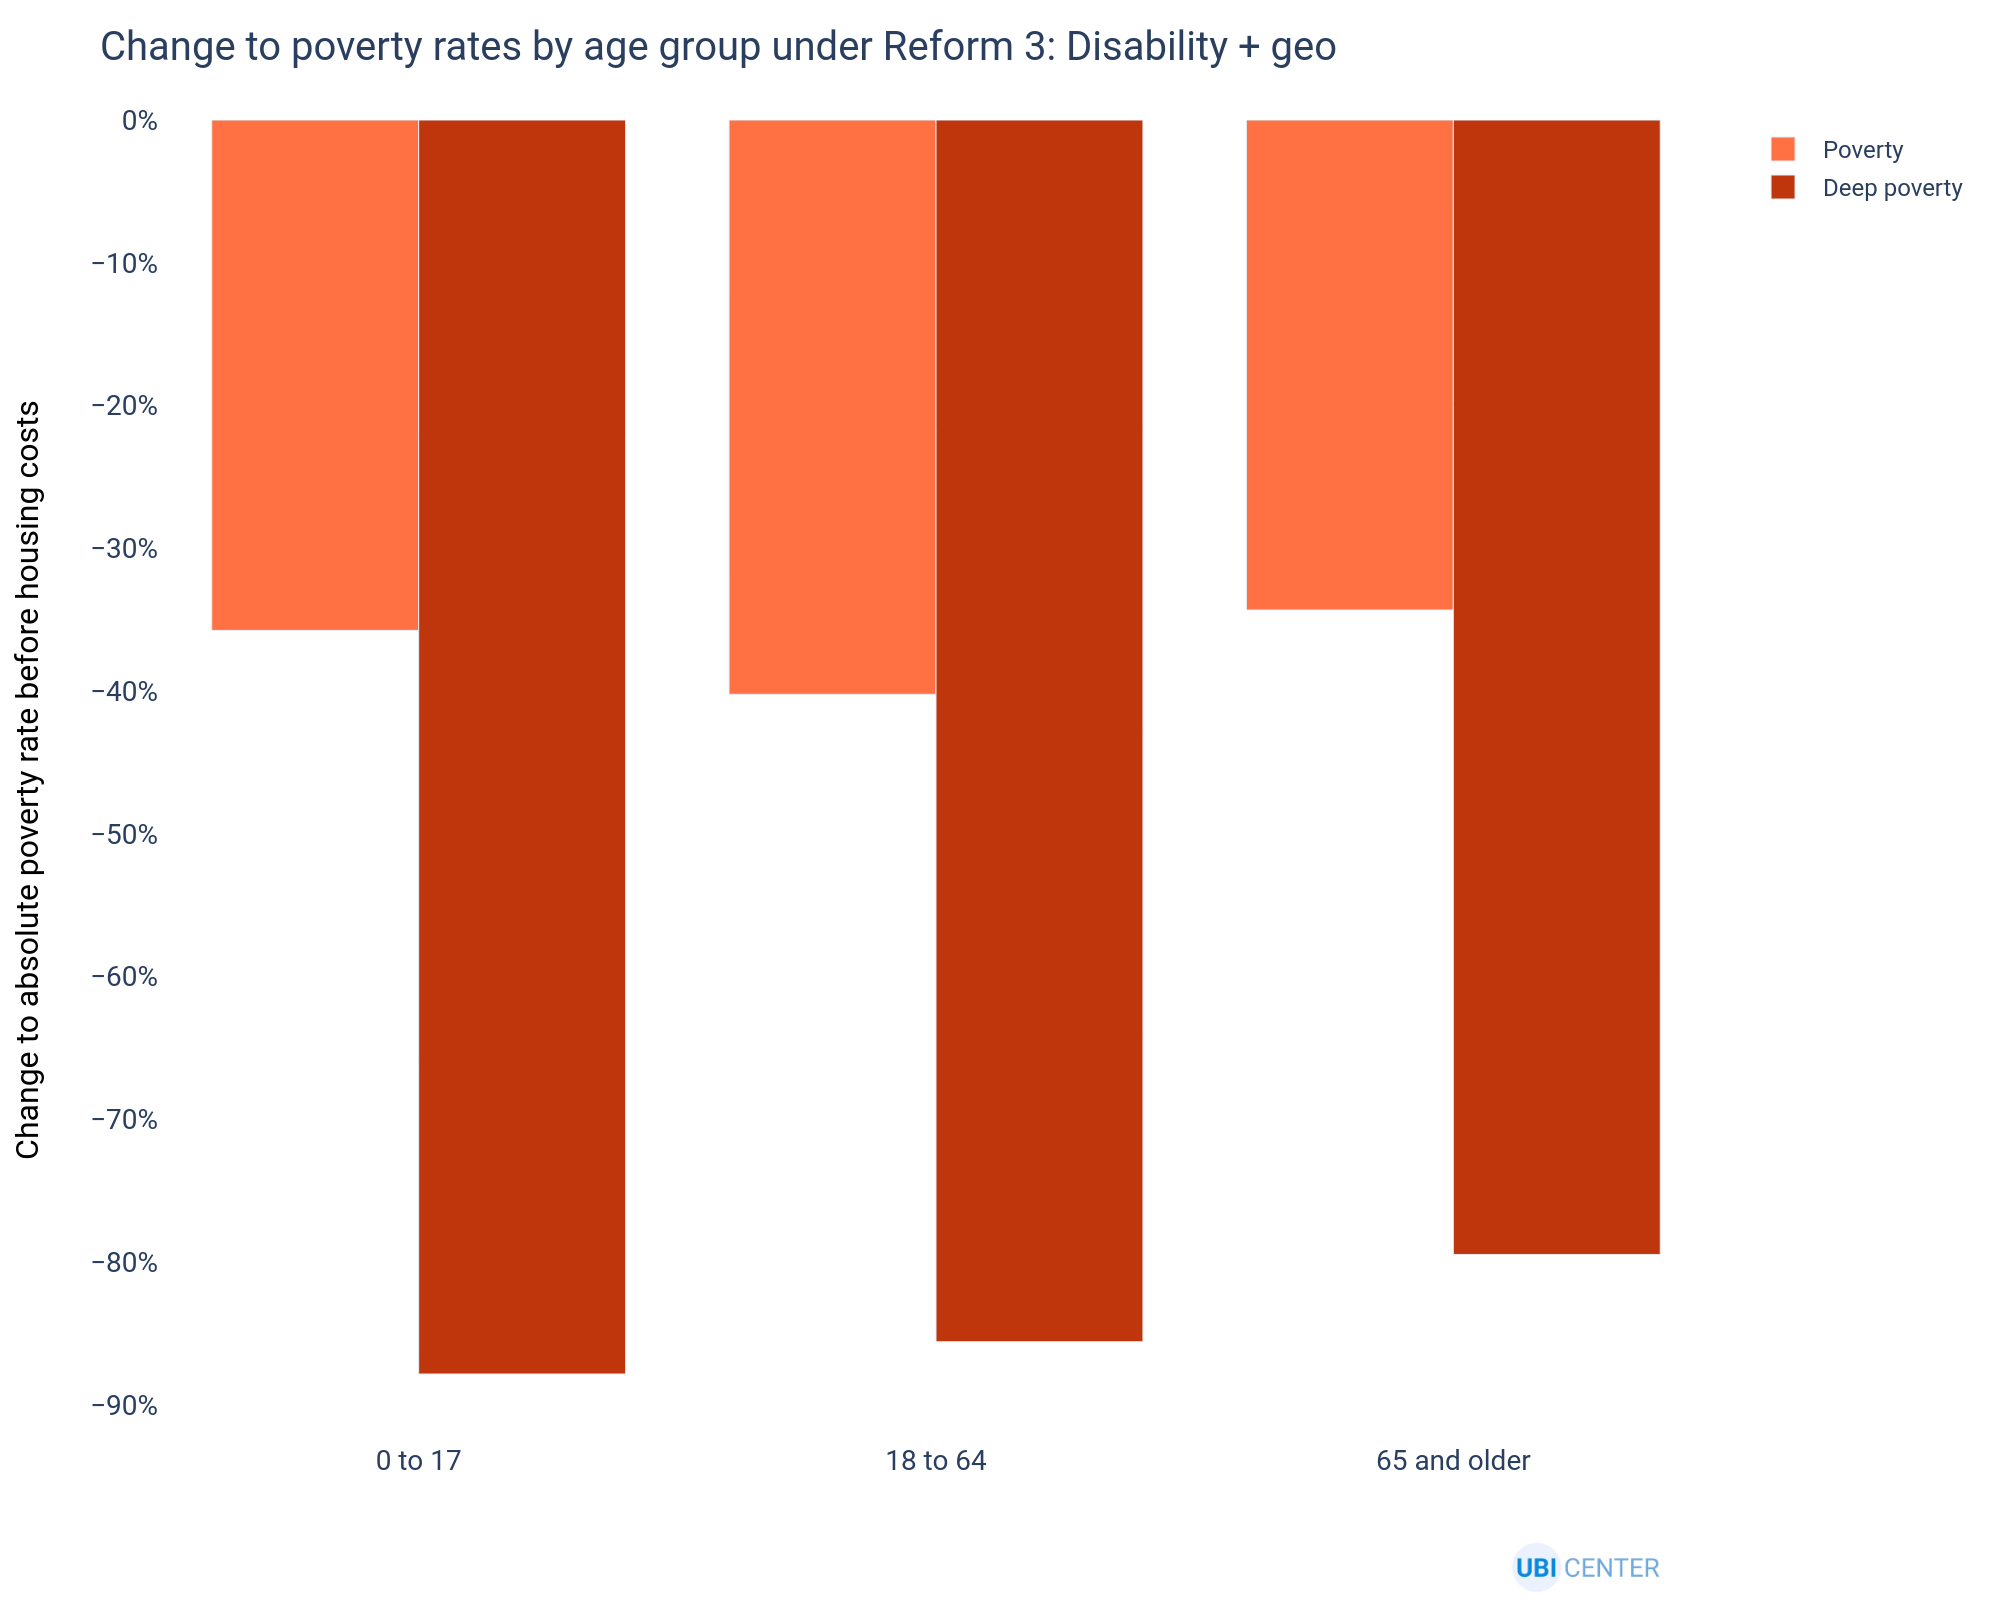 Change to poverty rates by age group under Reform 3: Disability + geo
Poverty
Deep poverty
Change to absolute poverty rate before housing costs
0%
−10%
−20%
−30%
−40%
−50%
−60%
−70%
−80%
−90%
0 to 17
18 to 64
65 and older
UBI CENTER